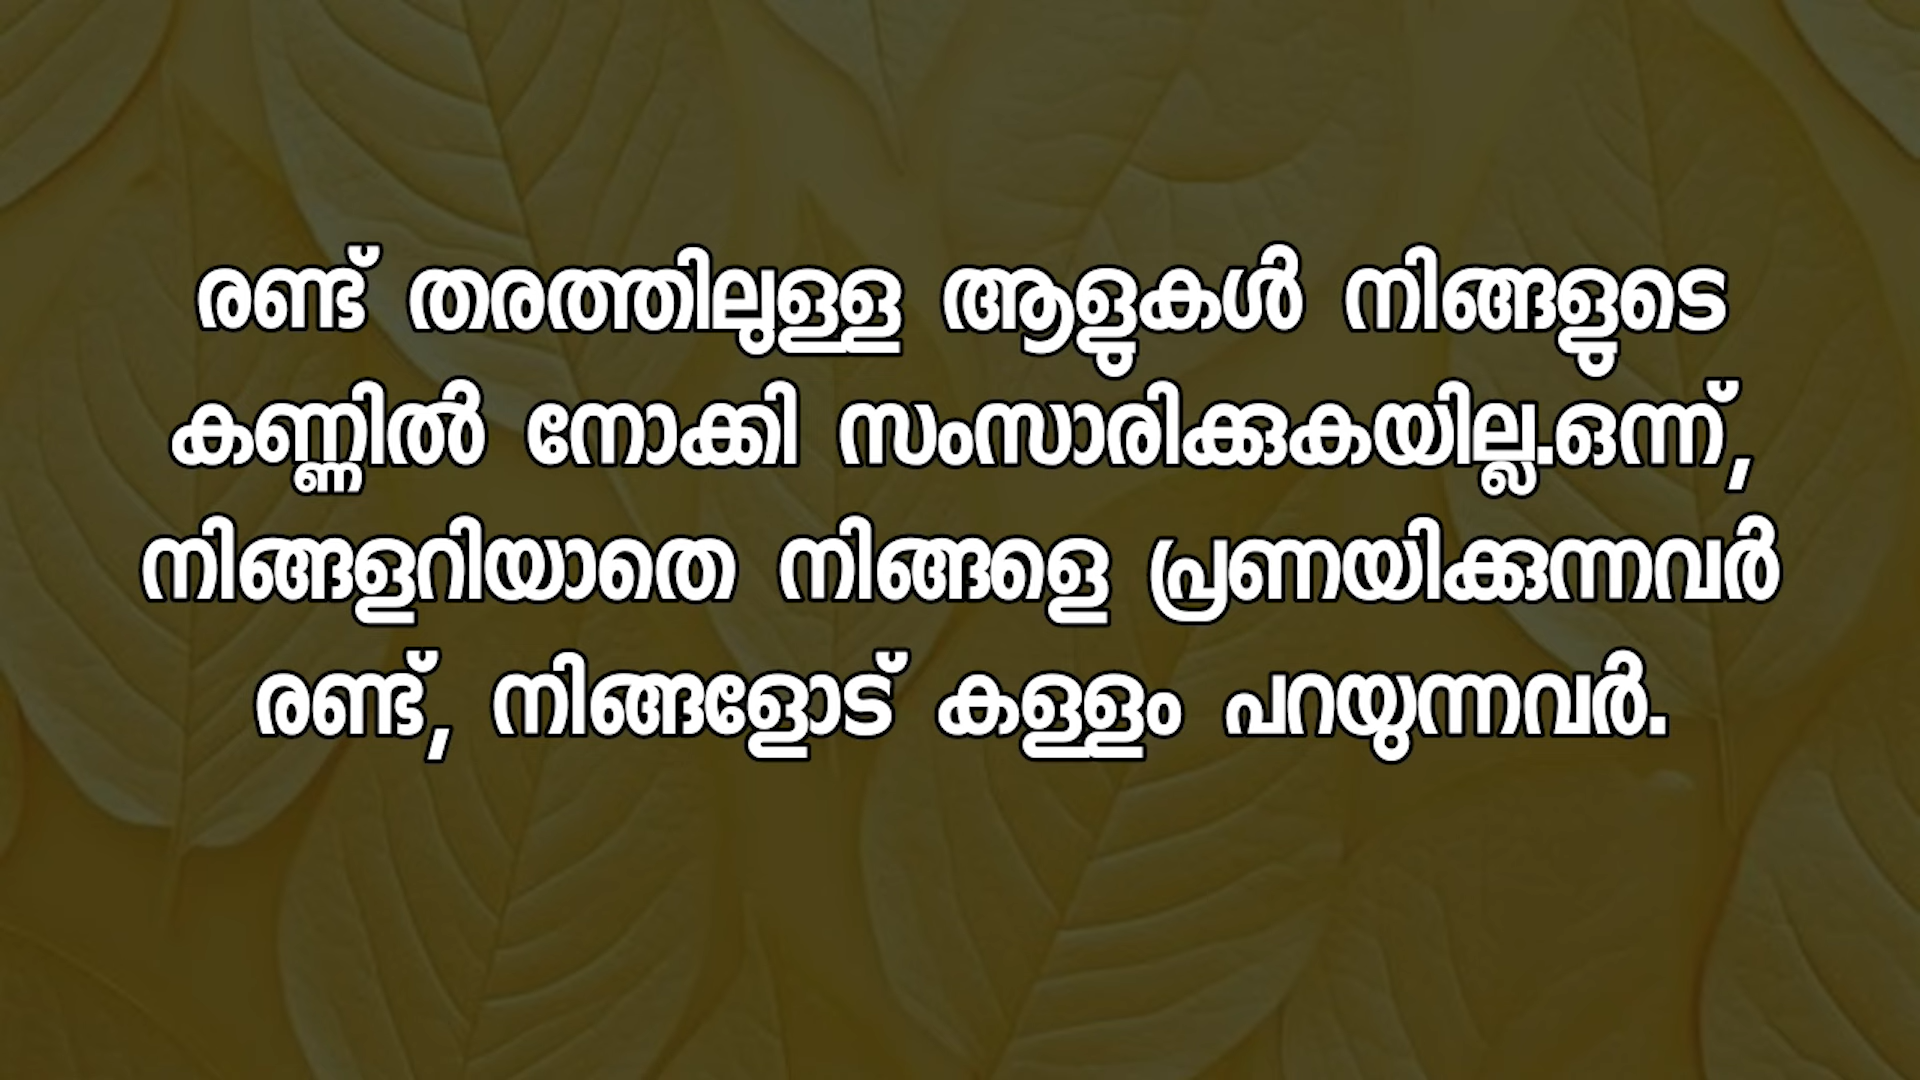 രണ്ട് തരത്തിലുള്ള ആളുകൾ നിങ്ങളുടെ
കണ്ണിൽ നോക്കി സംസാരിക്കുകയില്ല.ഒന്ന്,
നിങ്ങളറിയാതെ നിങ്ങളെ പ്രണയിക്കുന്നവർ
രണ്ട്, നിങ്ങളോട് കള്ളം പറയുന്നവർ.